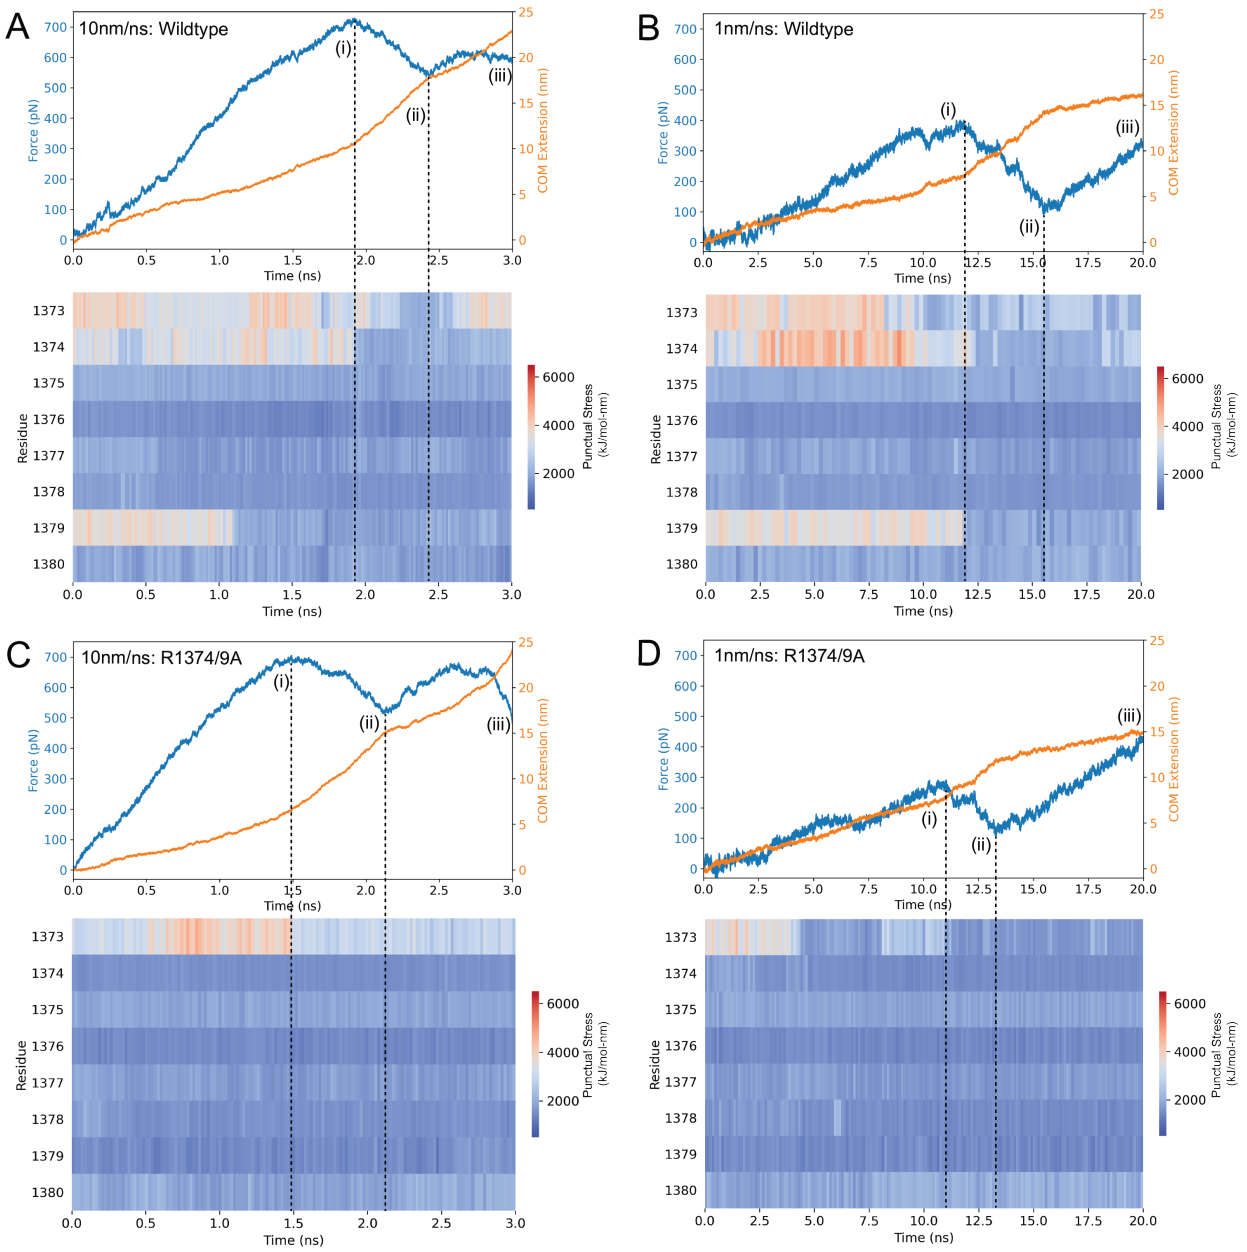 A
10nm/ns: Wildtype
700
600
500
400
300
200
100
0
Force (pN)
25
20
15
10
5
0
COM Extension (nm)
(i)
(ii)
(iii)
0.0 0.5 1.0 1.5 2.0 2.5 3.0
Time (ns)
1373
1374
1375
1376
1377
1378
1379
1380
Residue
0.0 0.5 1.0 1.5 2.0 2.5 3.0
Time (ns)
6000
4000
2000
Punctual Stress
(kJ/mol-nm)
B
1nm/ns: Wildtype
700
600
500
400
300
200
100
0
Force (pN)
25
20
15
10
5
0
COM Extension (nm)
(i)
(ii)
(iii)
0.0 2.5 5.0 7.5 10.0 12.5 15.0 17.5 20.0
Time (ns)
1373
1374
1375
1376
1377
1378
1379
1380
Residue
0.0 2.5 5.0 7.5 10.0 12.5 15.0 17.5 20.0
Time (ns)
6000
4000
2000
Punctual Stress
(kJ/mol-nm)
C
10nm/ns: R1374/9A
700
600
500
400
300
200
100
0
Force (pN)
25
20
15
10
5
0
COM Extension (nm)
(i)
(ii)
(iii)
0.0 0.5 1.0 1.5 2.0 2.5 3.0
Time (ns)
1373
1374
1375
1376
1377
1378
1379
1380
Residue
0.0 0.5 1.0 1.5 2.0 2.5 3.0
Time (ns)
6000
4000
2000
Punctual Stress
(kJ/mol-nm)
D
1nm/ns: R1374/9A
700
600
500
400
300
200
100
0
Force (pN)
25
20
15
10
5
0
COM Extension (nm)
(i)
(ii)
(iii)
0.0 2.5 5.0 7.5 10.0 12.5 15.0 17.5 20.0
Time (ns)
1373
1374
1375
1376
1377
1378
1379
1380
Residue
0.0 2.5 5.0 7.5 10.0 12.5 15.0 17.5 20.0
Time (ns)
6000
4000
2000
Punctual Stress
(kJ/mol-nm)